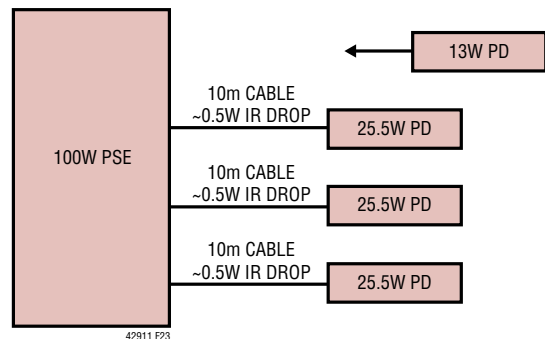 100W PSE
13W PD
10m CABLE
~0.5W IR DROP
25.5W PD
10m CABLE
~0.5W IR DROP
25.5W PD
10m CABLE
~0.5W IR DROP
25.5W PD
42911 F23